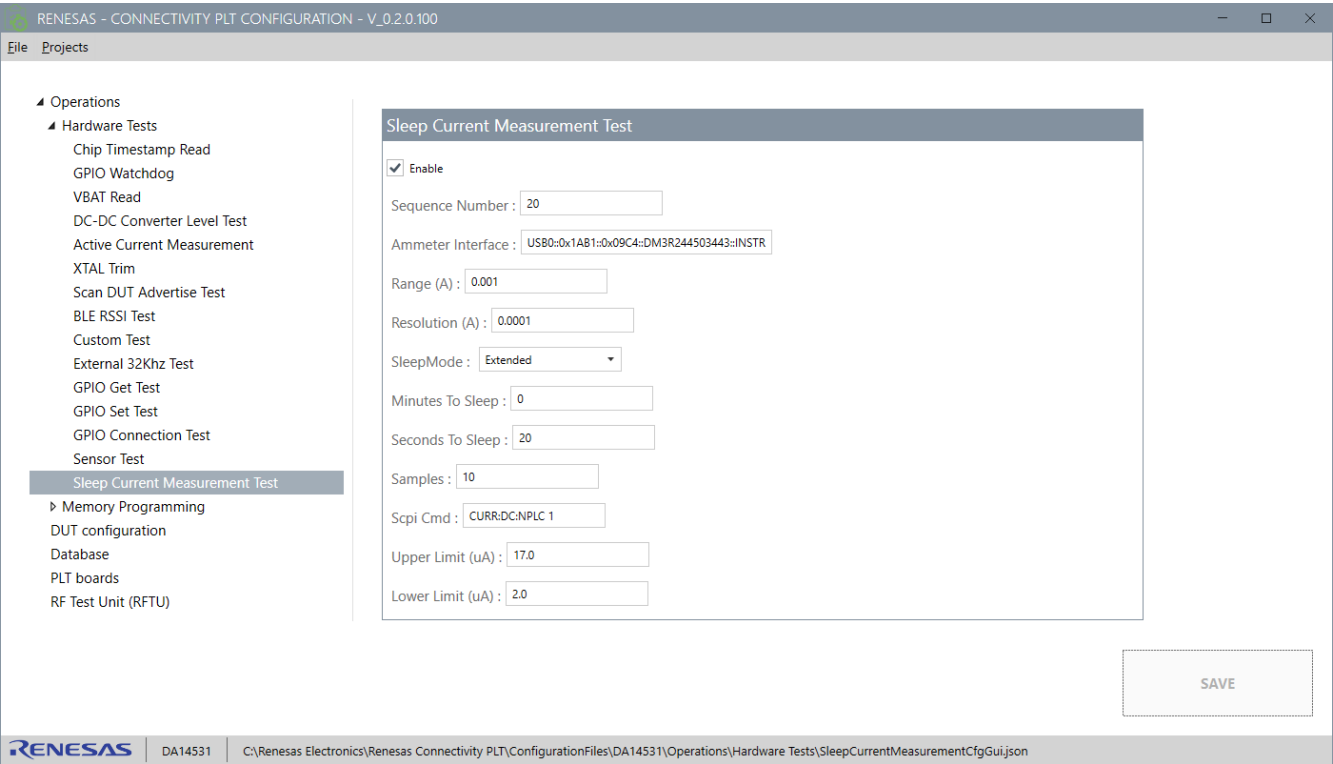 RENESAS - CONNECTIVITY PLT CONFIGURATION - V_0.2.0.100
File Projects
Operations
Hardware Tests
Chip Timestamp Read
GPIO Watchdog
VBAT Read
DC-DC Converter Level Test
Active Current Measurement
XTAL Trim
Scan DUT Advertise Test
BLE RSSI Test
Custom Test
External 32Khz Test
GPIO Get Test
GPIO Set Test
GPIO Connection Test
Sensor Test
Sleep Current Measurement Test
Memory Programming
DUT configuration
Database
PLT boards
RF Test Unit (RFTU)
Sleep Current Measurement Test
Enable
Sequence Number : 20
Ammeter Interface : USB0::0x1AB1::0x09C4::DM3R244503443::INSTR
Range (A) : 0.001
Resolution (A) : 0.0001
SleepMode : Extended
Minutes To Sleep : 0
Seconds To Sleep : 20
Samples : 10
Scpi Cmd : CURR:DC:NPLC 1
Upper Limit (uA) : 17.0
Lower Limit (uA) : 2.0
SAVE
RENESAS DA14531 C:\Renesas Electronics\Renesas Connectivity PLT\ConfigurationFiles\DA14531\Operations\Hardware Tests\SleepCurrentMeasurementCfgGui.json